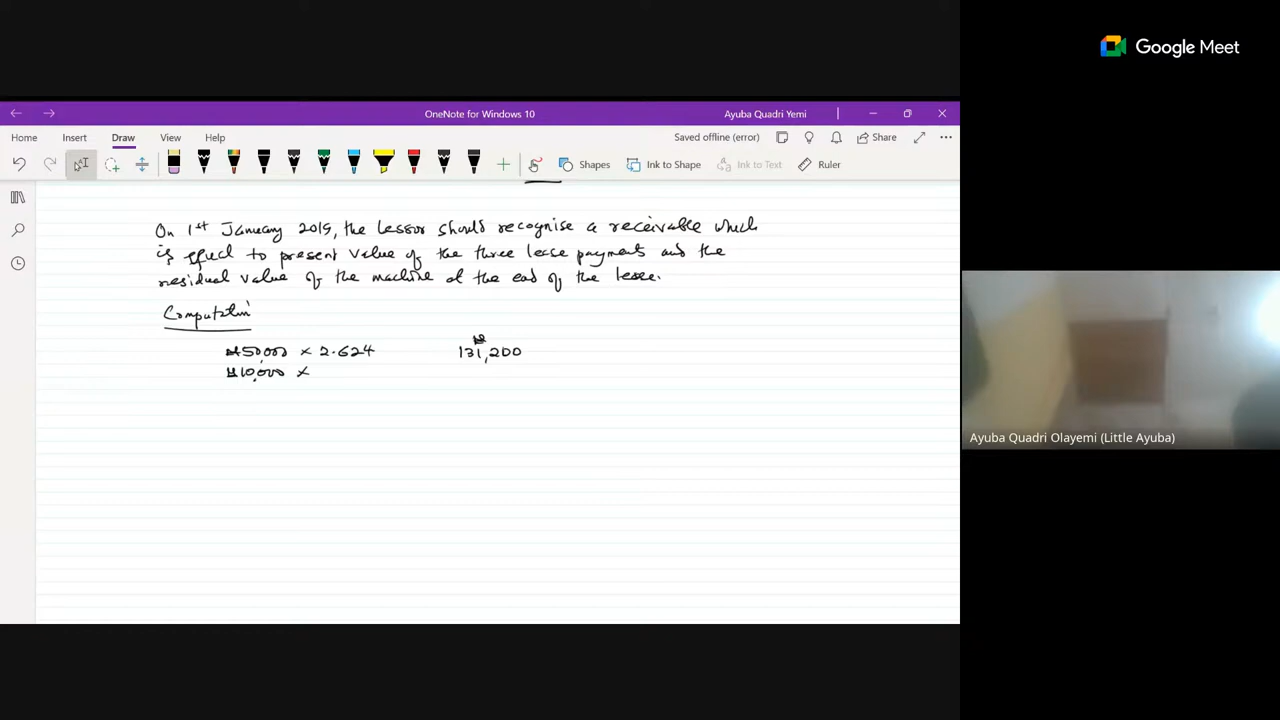 Google Meet
OneNote for Windows 10
Ayuba Quadri Yemi
Home Insert Draw View Help
Saved offline (error)
Share
Shapes
Ink to Shape
Ink to Text
Ruler
On 1st January 2019, the lessor should recognise a receivable which
is equal to present value of the three lease payments and the
residual value of the machine at the end of the lease.
Computation
₦50,000 × 2.624
₦
131,200
₦10,000 ×
Ayuba Quadri Olayemi (Little Ayuba)